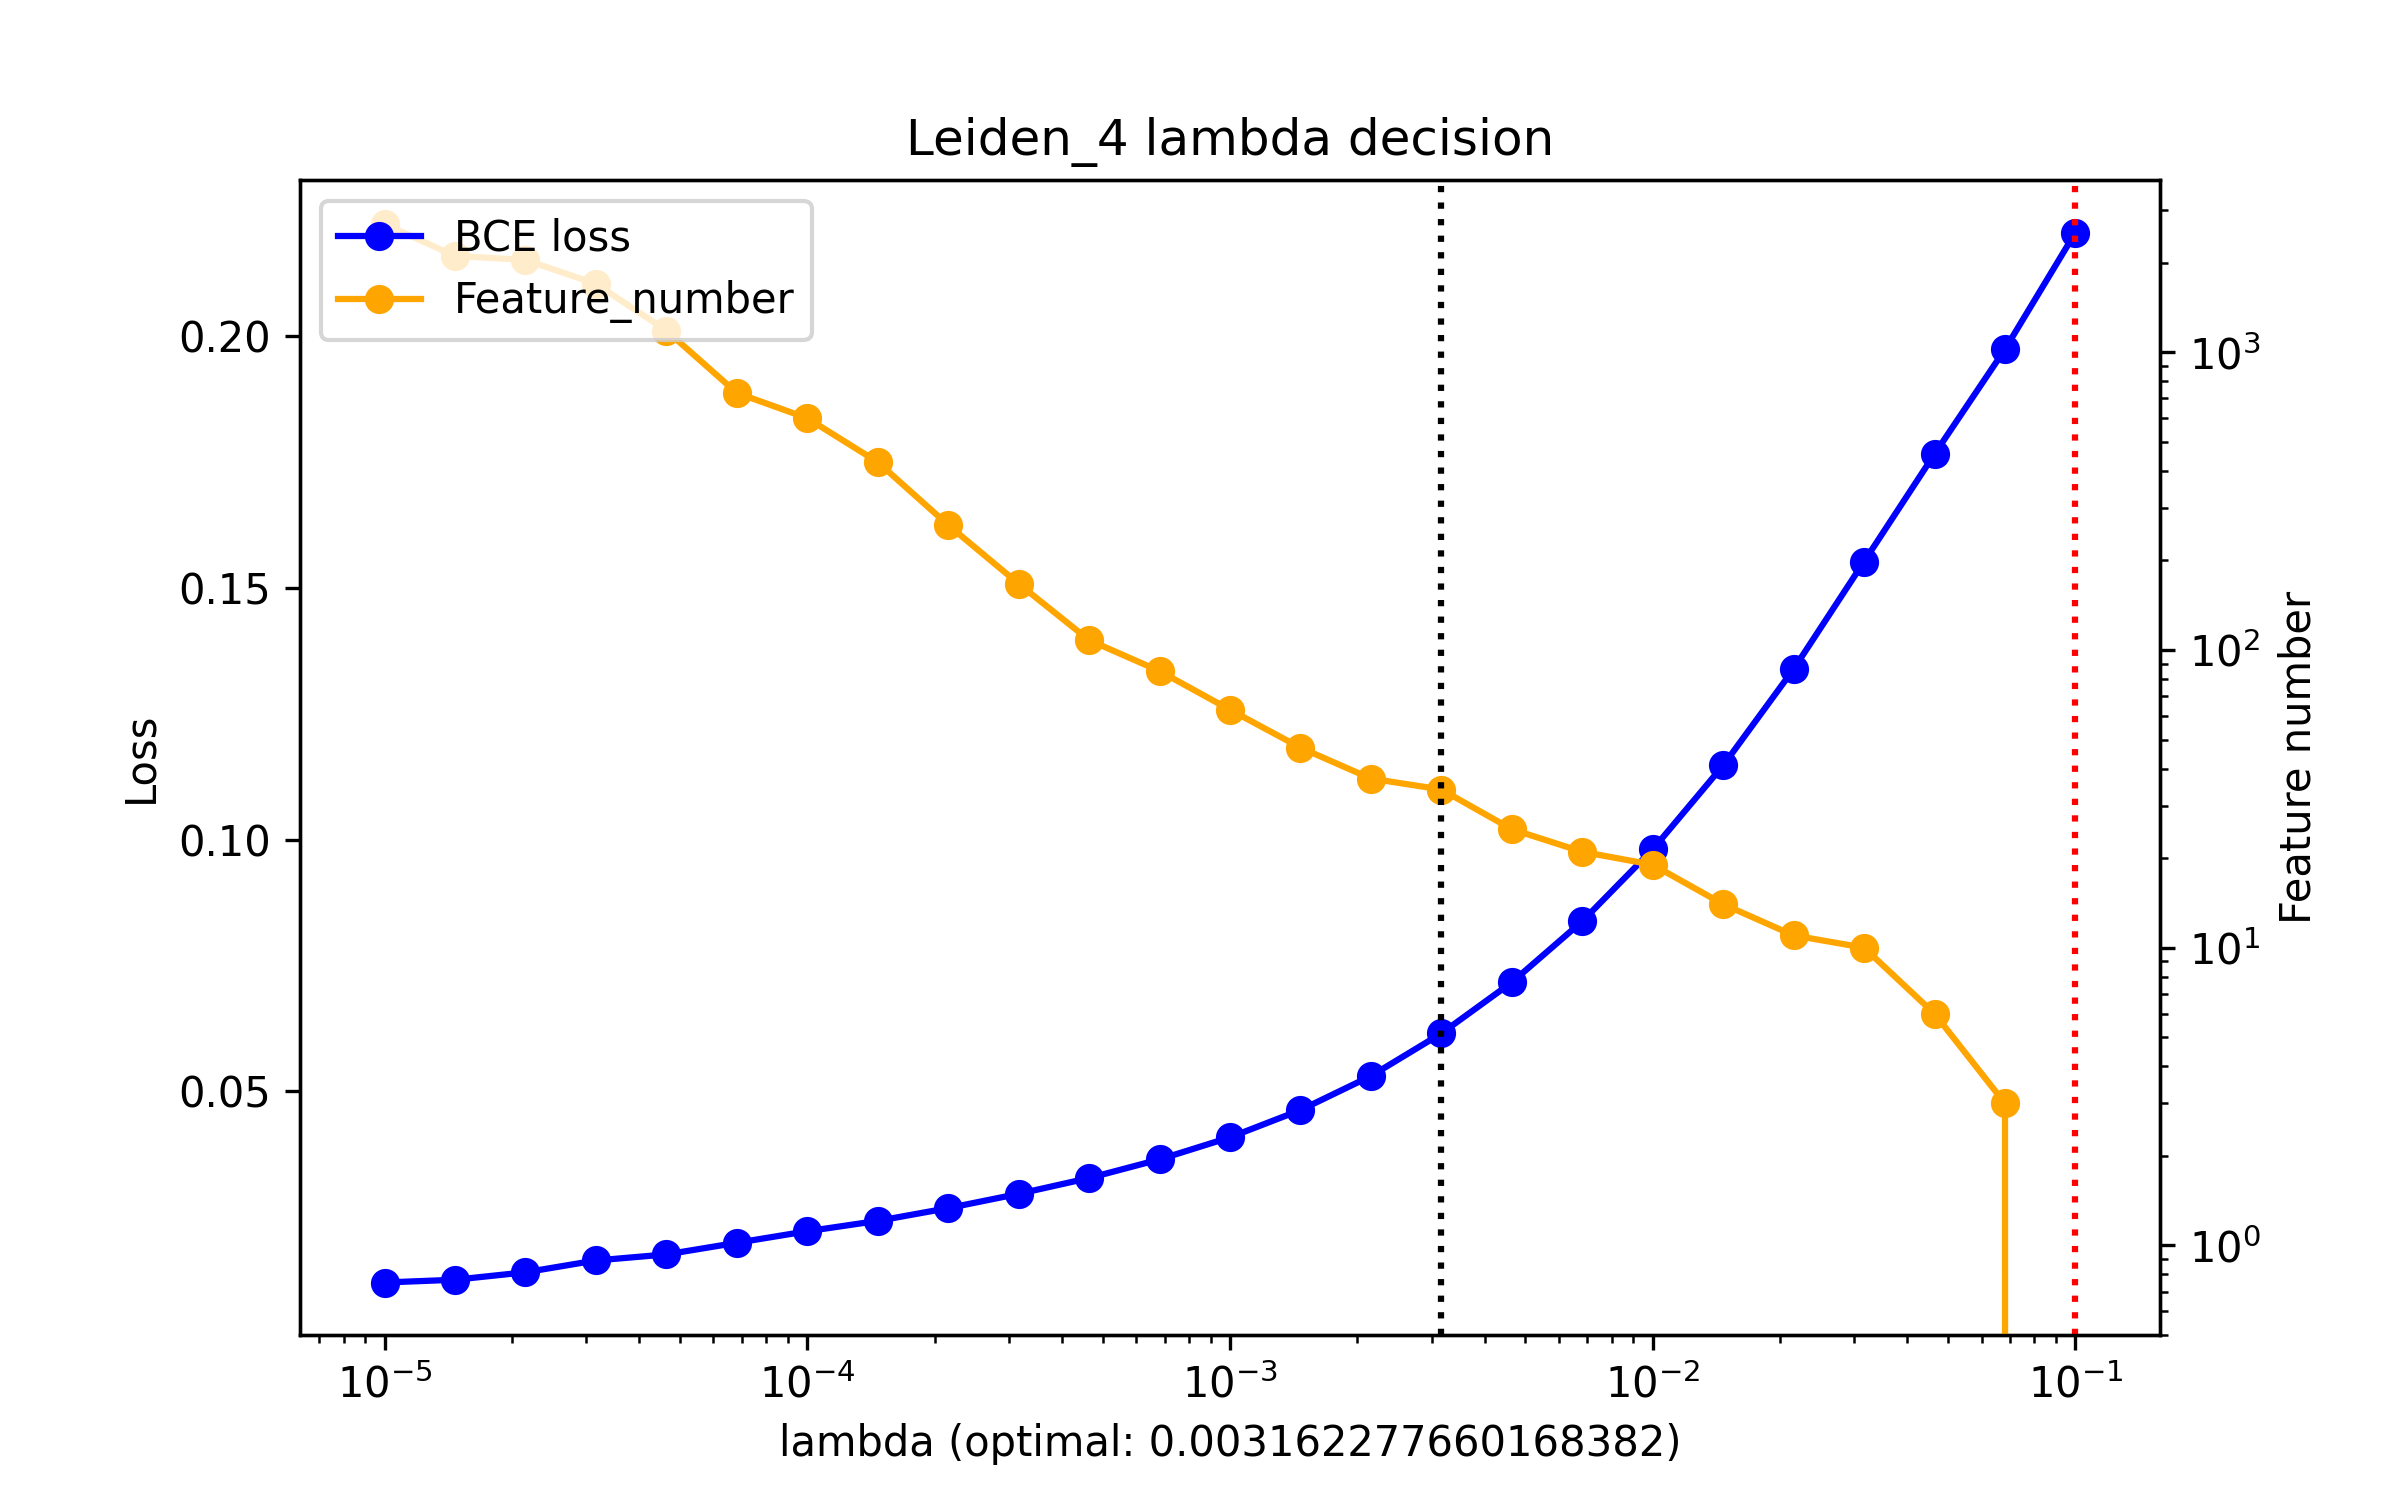 Leiden_4 lambda decision
BCE loss
Feature_number
Loss
0.20
0.15
0.10
0.05
10³
10²
10¹
10⁰
Feature number
10⁻⁵
10⁻⁴
10⁻³
10⁻²
10⁻¹
lambda (optimal: 0.003162277660168382)